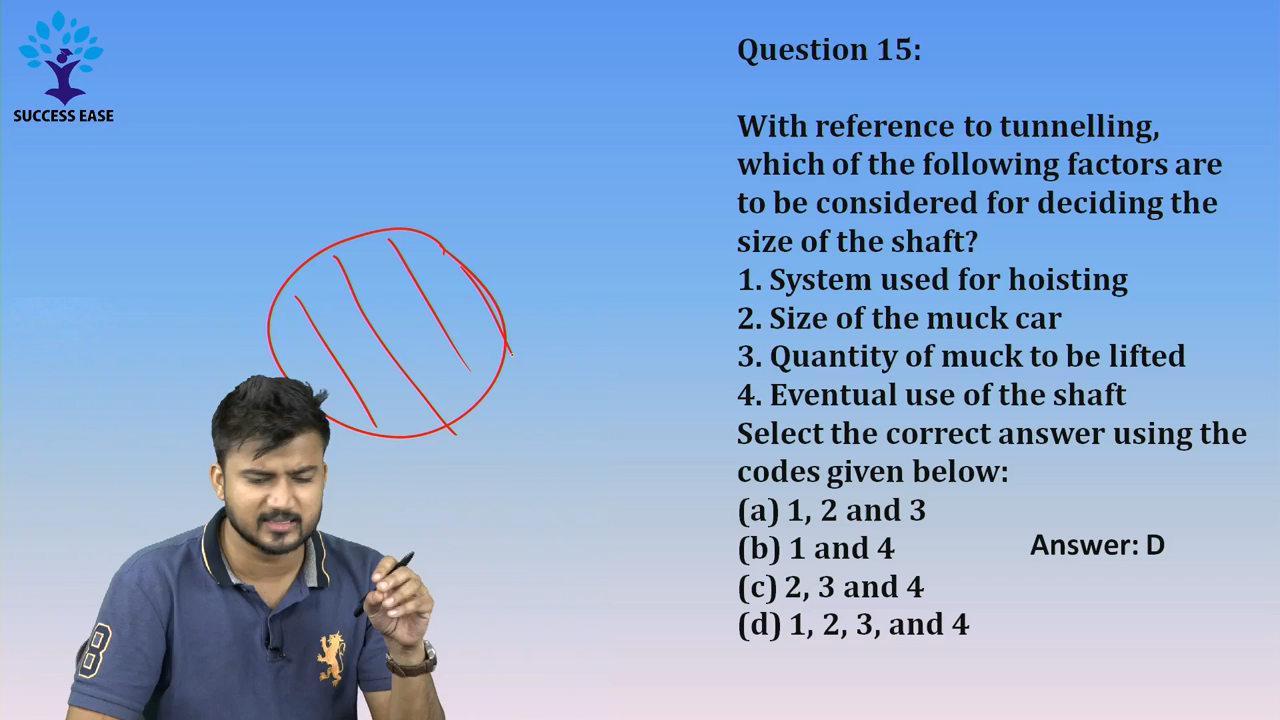 SUCCESS EASE
Question 15:
With reference to tunnelling,
which of the following factors are
to be considered for deciding the
size of the shaft?
1. System used for hoisting
2. Size of the muck car
3. Quantity of muck to be lifted
4. Eventual use of the shaft
Select the correct answer using the
codes given below:
(a) 1, 2 and 3
(b) 1 and 4
Answer: D
(c) 2, 3 and 4
(d) 1, 2, 3, and 4
8